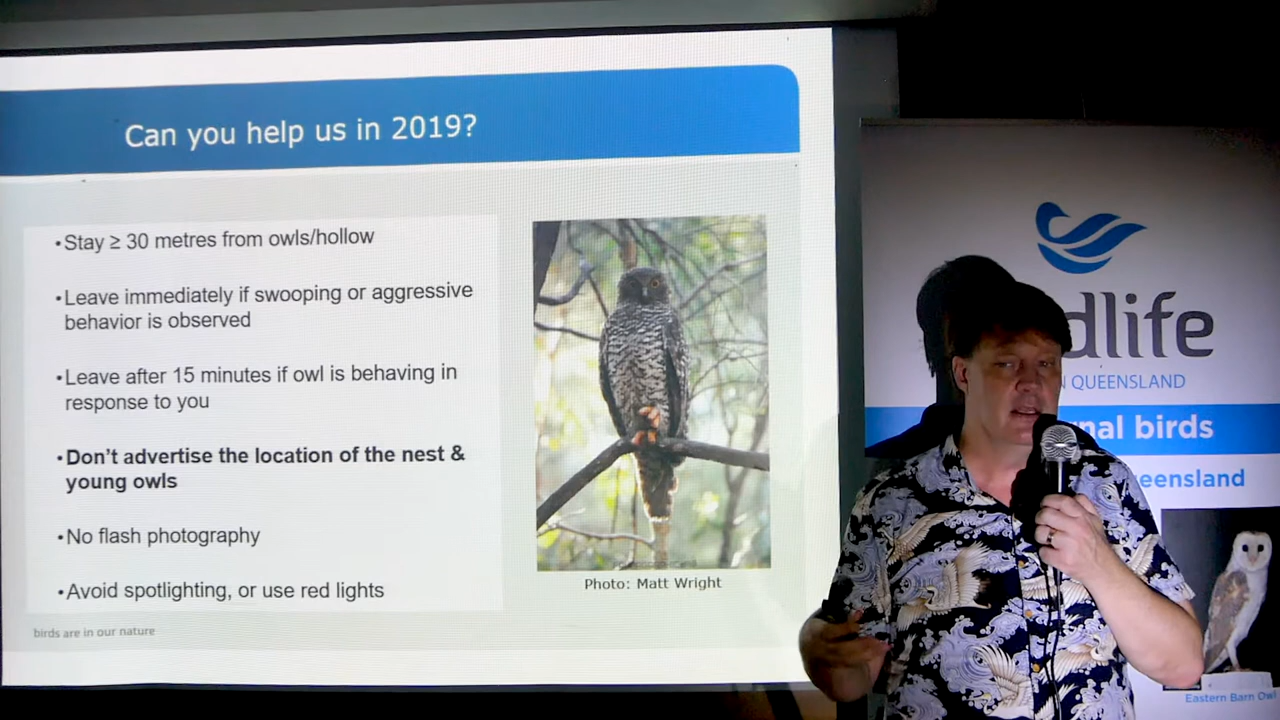 Can you help us in 2019?
•Stay ≥ 30 metres from owls/hollow
•Leave immediately if swooping or aggressive
behavior is observed
•Leave after 15 minutes if owl is behaving in
response to you
•Don't advertise the location of the nest &
young owls
•No flash photography
•Avoid spotlighting, or use red lights
Photo: Matt Wright
birds are in our nature
dlife
N QUEENSLAND
nal birds
eensland
Eastern Barn Owl